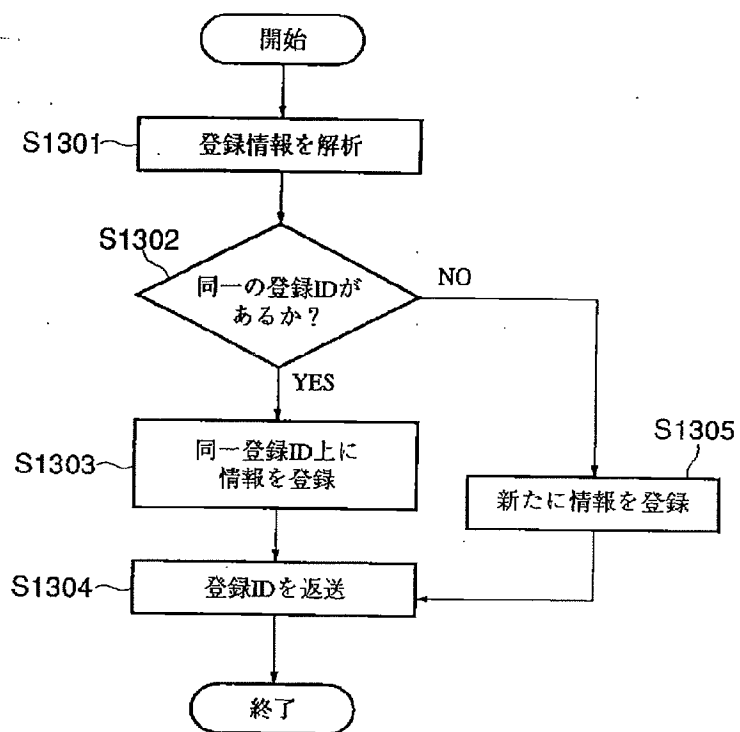 開始
S1301
登録情報を解析
S1302
同一の登録IDが
あるか？
NO
YES
S1303
同一登録ID上に
情報を登録
S1305
新たに情報を登録
S1304
登録IDを返送
終了